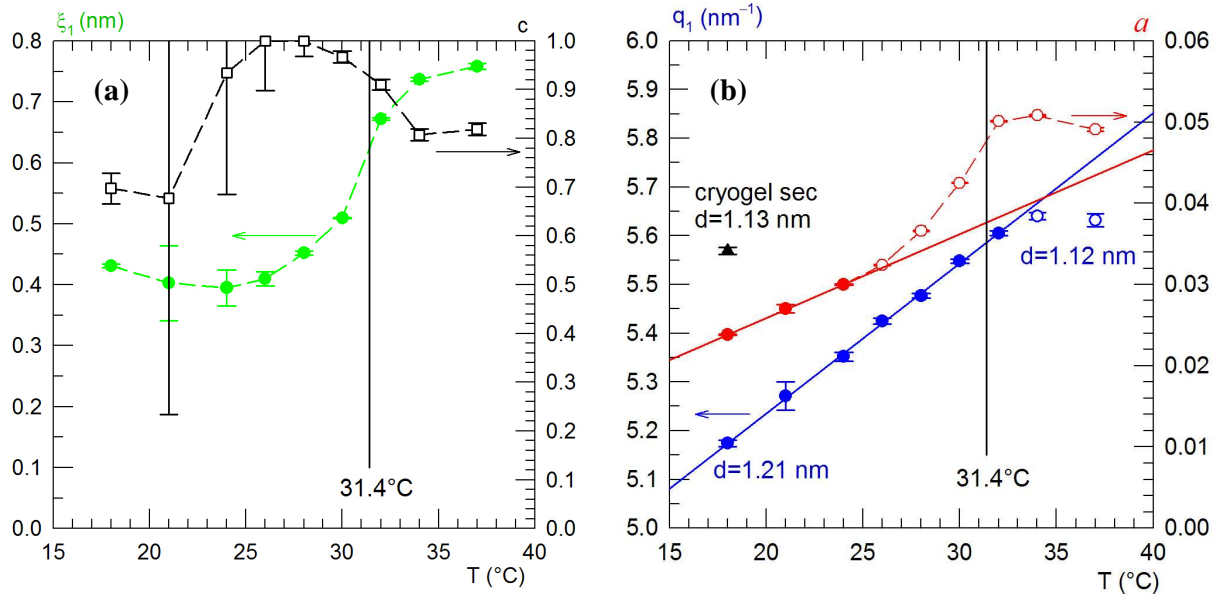 ξ₁ (nm)
c
0.8
0.7
0.6
0.5
0.4
0.3
0.2
0.1
0.0
(a)
1.0
0.9
0.8
0.7
0.6
0.5
0.4
0.3
0.2
0.1
0.0
31.4°C
15 20 25 30 35 40
T (°C)
q₁ (nm⁻¹)
a
6.0
5.9
5.8
5.7
5.6
5.5
5.4
5.3
5.2
5.1
5.0
(b)
cryogel sec
d=1.13 nm
d=1.12 nm
d=1.21 nm
31.4°C
0.06
0.05
0.04
0.03
0.02
0.01
0.00
15 20 25 30 35 40
T (°C)